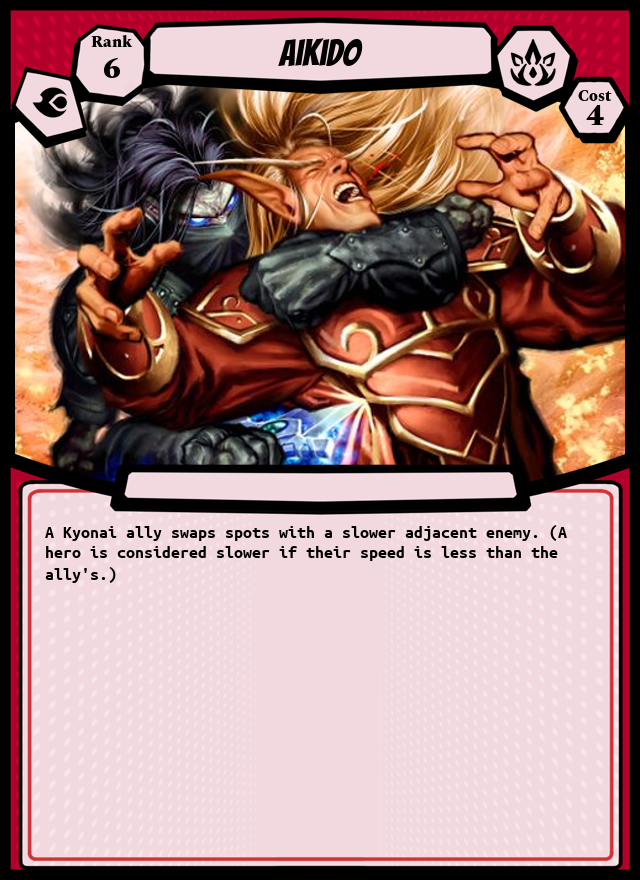 Rank
6
AIKIDO
Cost
4
A Kyonai ally swaps spots with a slower adjacent enemy. (A
hero is considered slower if their speed is less than the
ally's.)